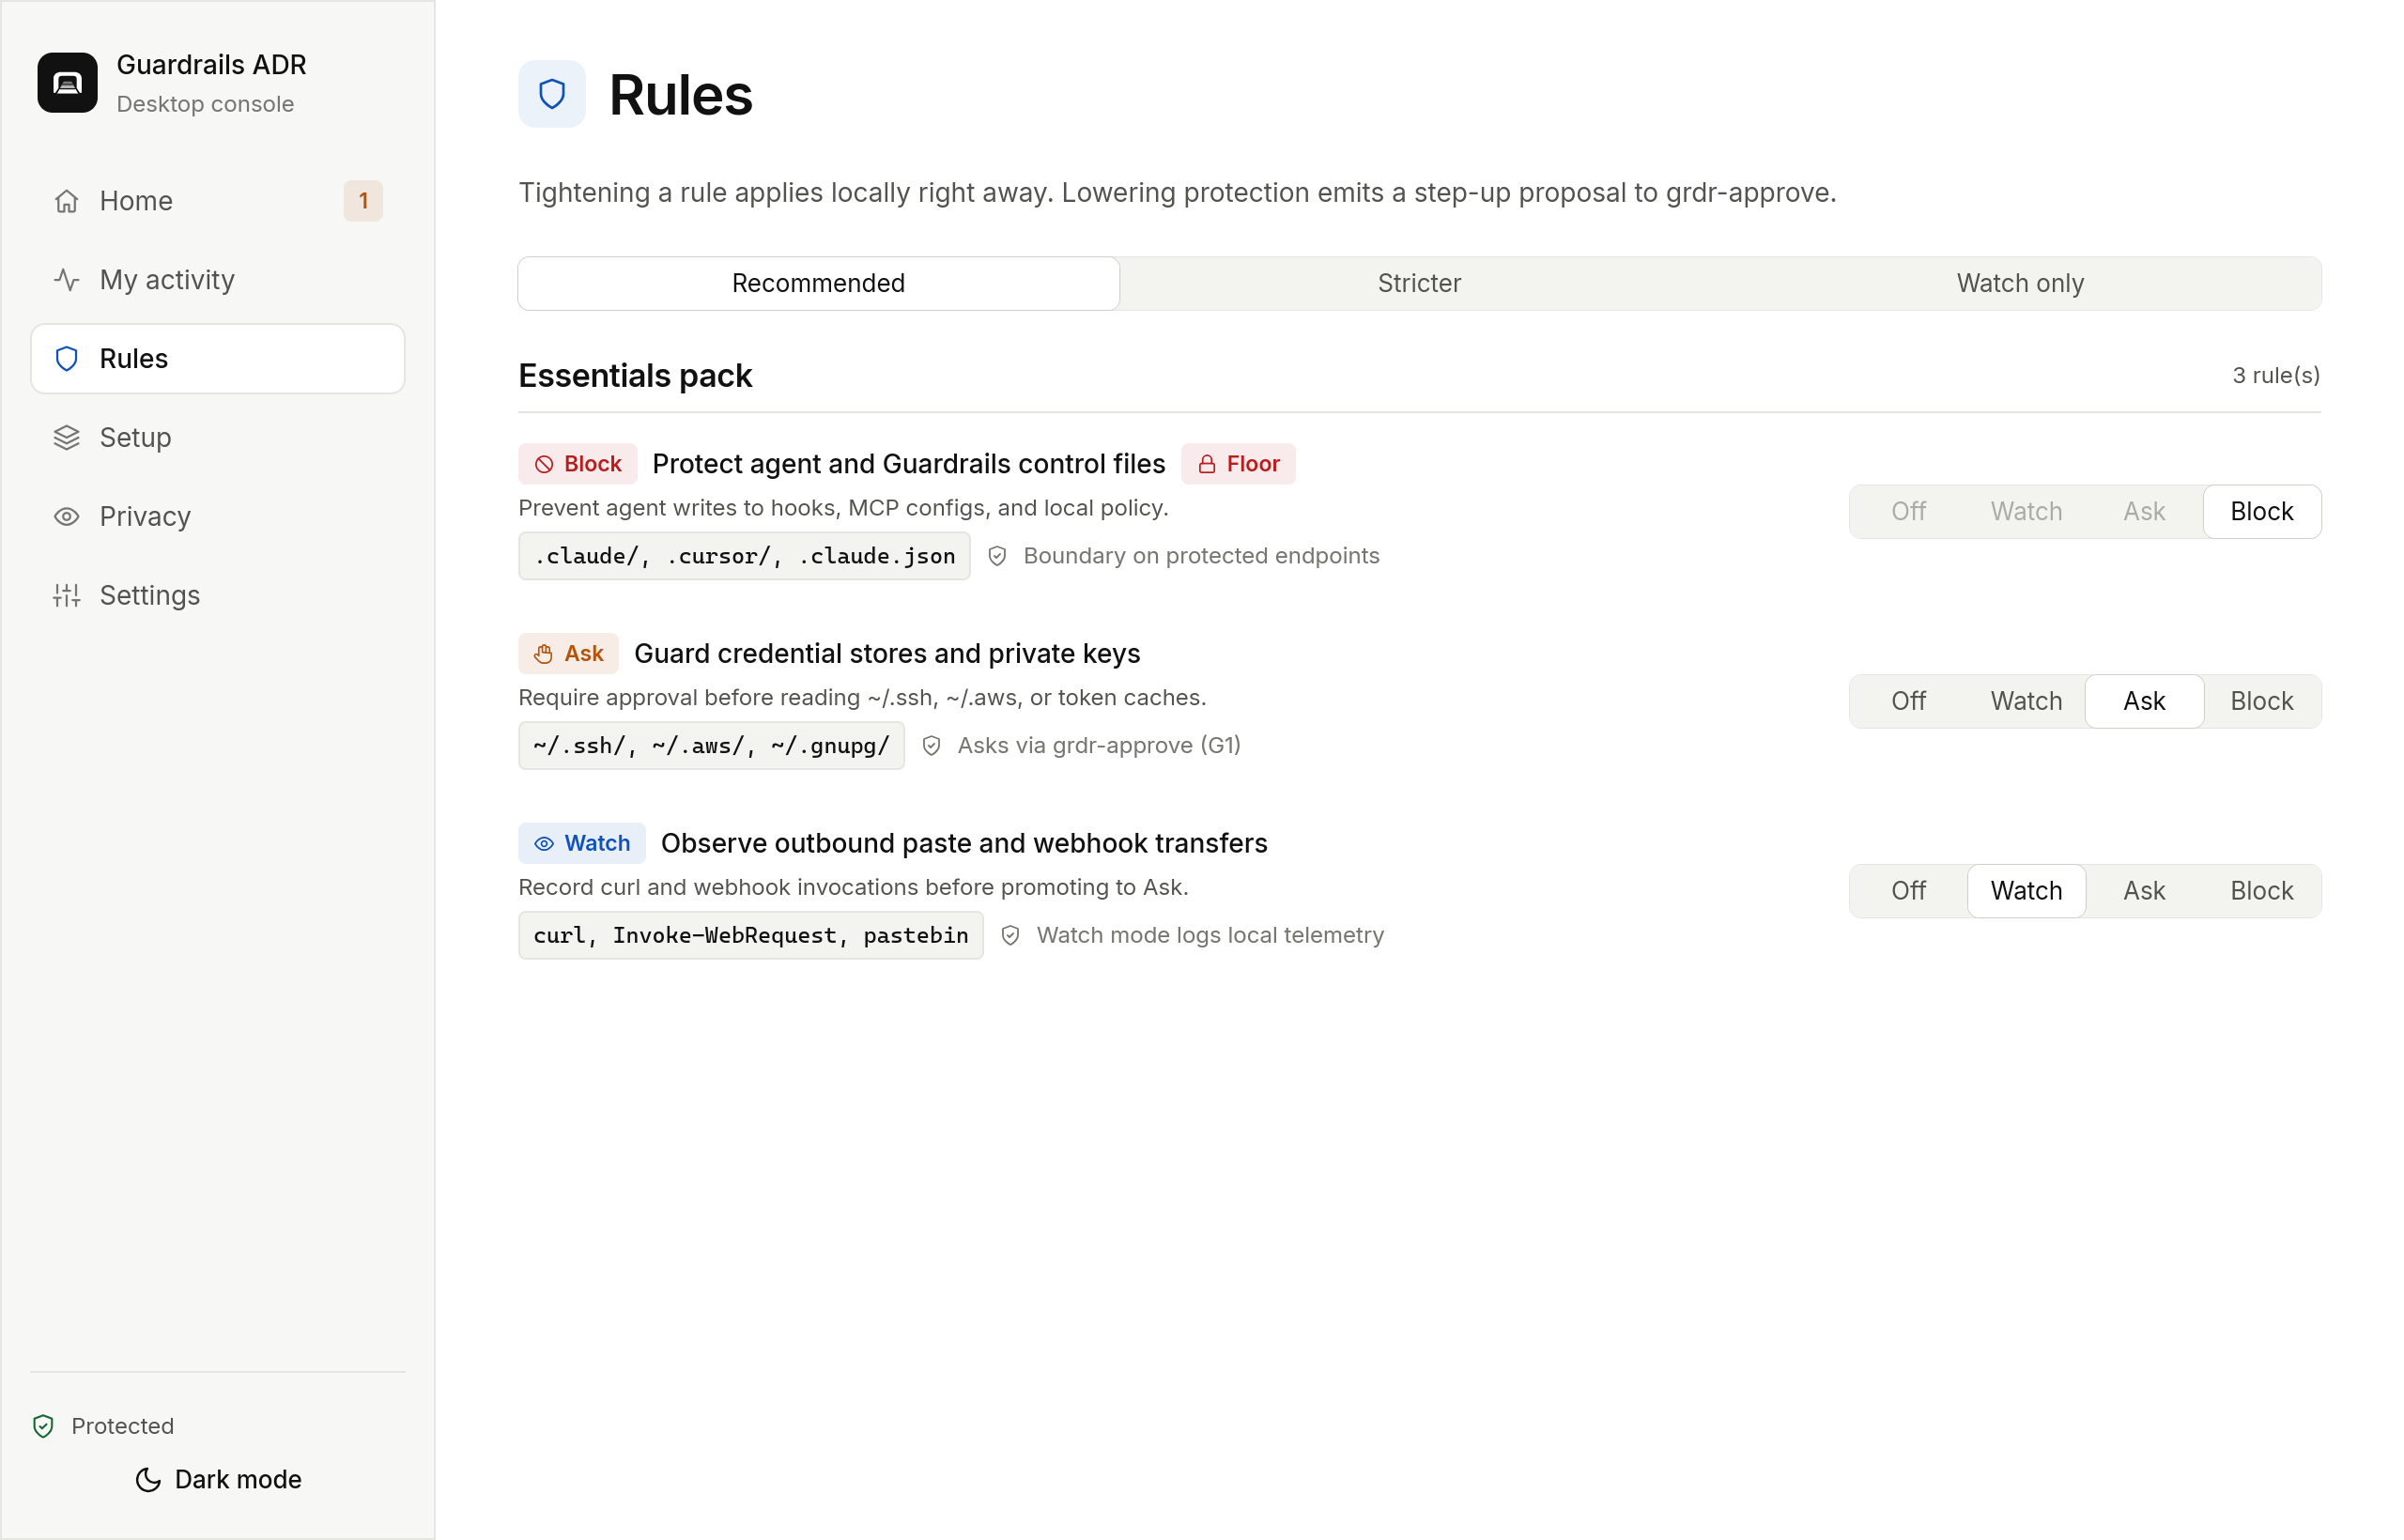 Guardrails ADR
Desktop console
Home 1
My activity
Rules
Setup
Privacy
Settings
Protected
Dark mode
Rules
Tightening a rule applies locally right away. Lowering protection emits a step-up proposal to grdr-approve.
Recommended Stricter Watch only
Essentials pack 3 rule(s)
Block Protect agent and Guardrails control files Floor
Prevent agent writes to hooks, MCP configs, and local policy.
.claude/, .cursor/, .claude.json Boundary on protected endpoints
Off Watch Ask Block
Ask Guard credential stores and private keys
Require approval before reading ~/.ssh, ~/.aws, or token caches.
~/.ssh/, ~/.aws/, ~/.gnupg/ Asks via grdr-approve (G1)
Off Watch Ask Block
Watch Observe outbound paste and webhook transfers
Record curl and webhook invocations before promoting to Ask.
curl, Invoke-WebRequest, pastebin Watch mode logs local telemetry
Off Watch Ask Block